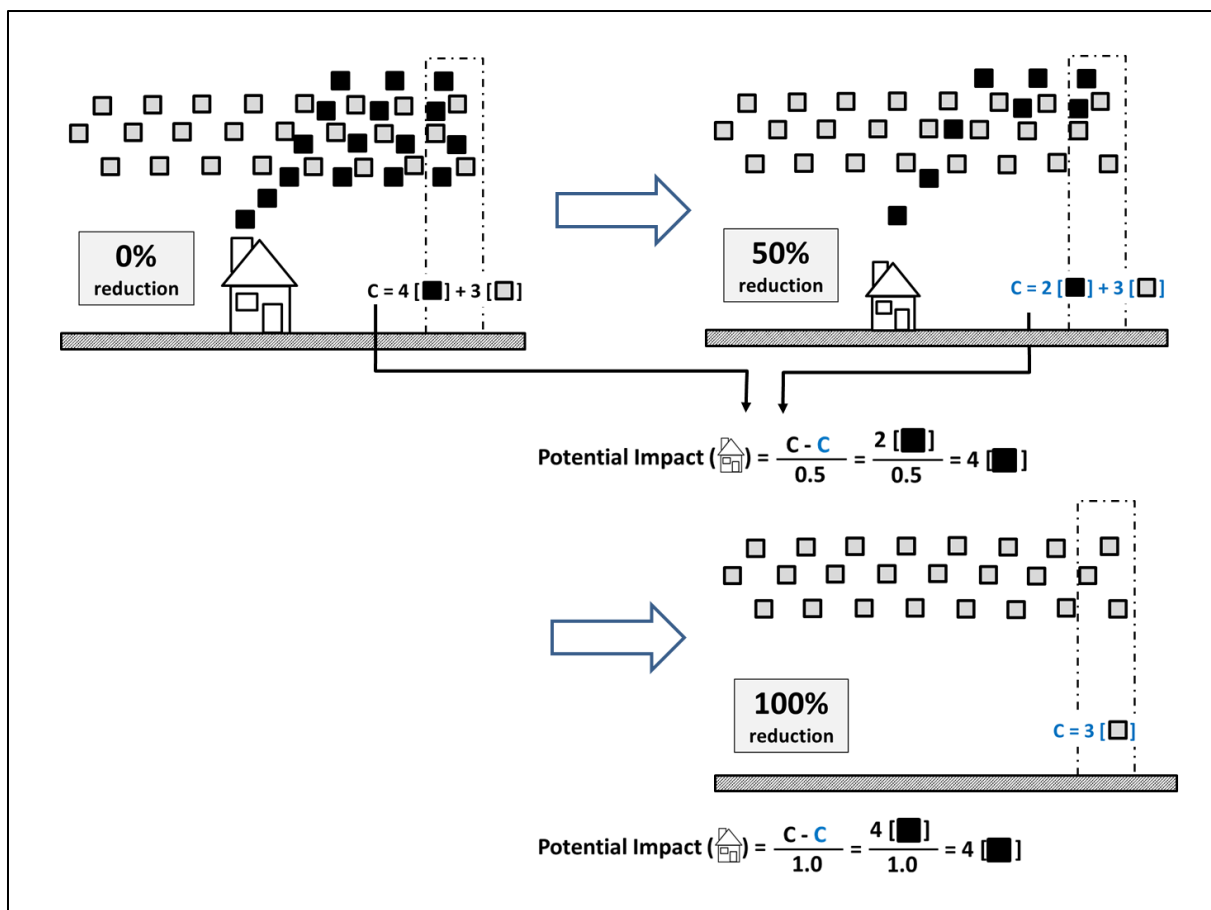 0%
reduction
C = 4 [■] + 3 [□]
50%
reduction
C = 2 [■] + 3 [□]
Potential Impact ( ) = C - C / 0.5 = 2 [■] / 0.5 = 4 [■]
100%
reduction
C = 3 [□]
Potential Impact ( ) = C - C / 1.0 = 4 [■] / 1.0 = 4 [■]